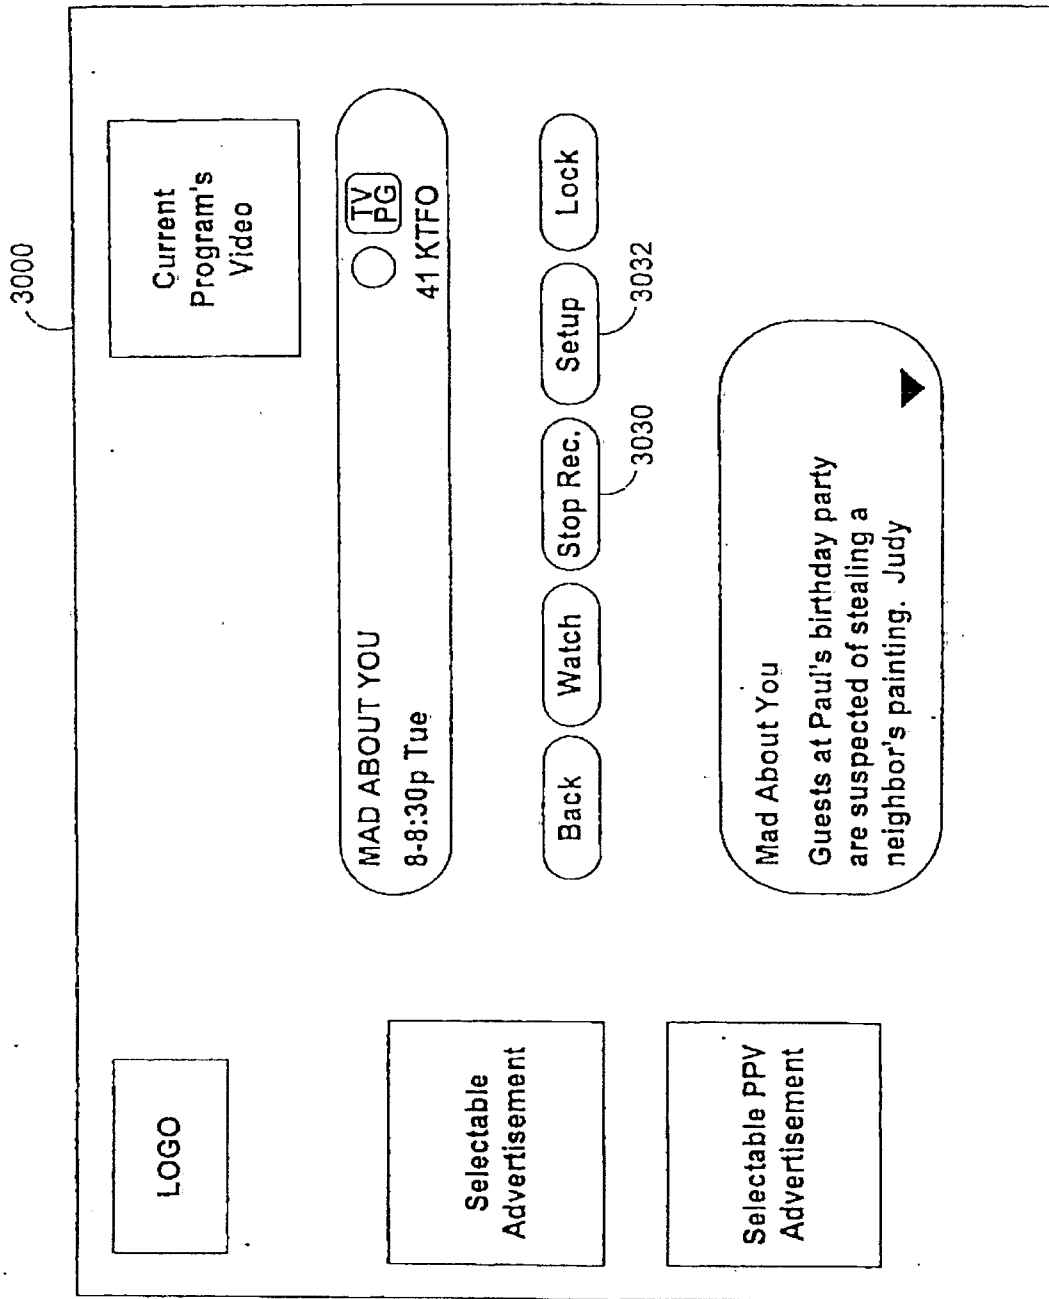 3000
LOGO
Current
Program's
Video
MAD ABOUT YOU
8-8:30p Tue
TV
PG
41 KTFO
Selectable
Advertisement
Back
Watch
Stop Rec.
Setup
Lock
3030
3032
Selectable PPV
Advertisement
Mad About You
Guests at Paul's birthday party
are suspected of stealing a
neighbor's painting. Judy